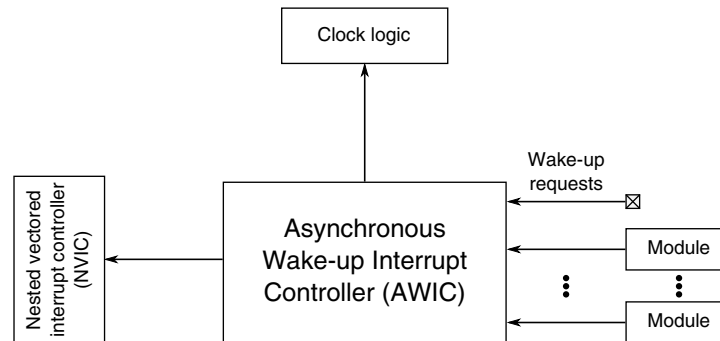 Clock logic
Wake-up
requests
Nested vectored
interrupt controller
(NVIC)
Asynchronous
Wake-up Interrupt
Controller (AWIC)
Module
Module